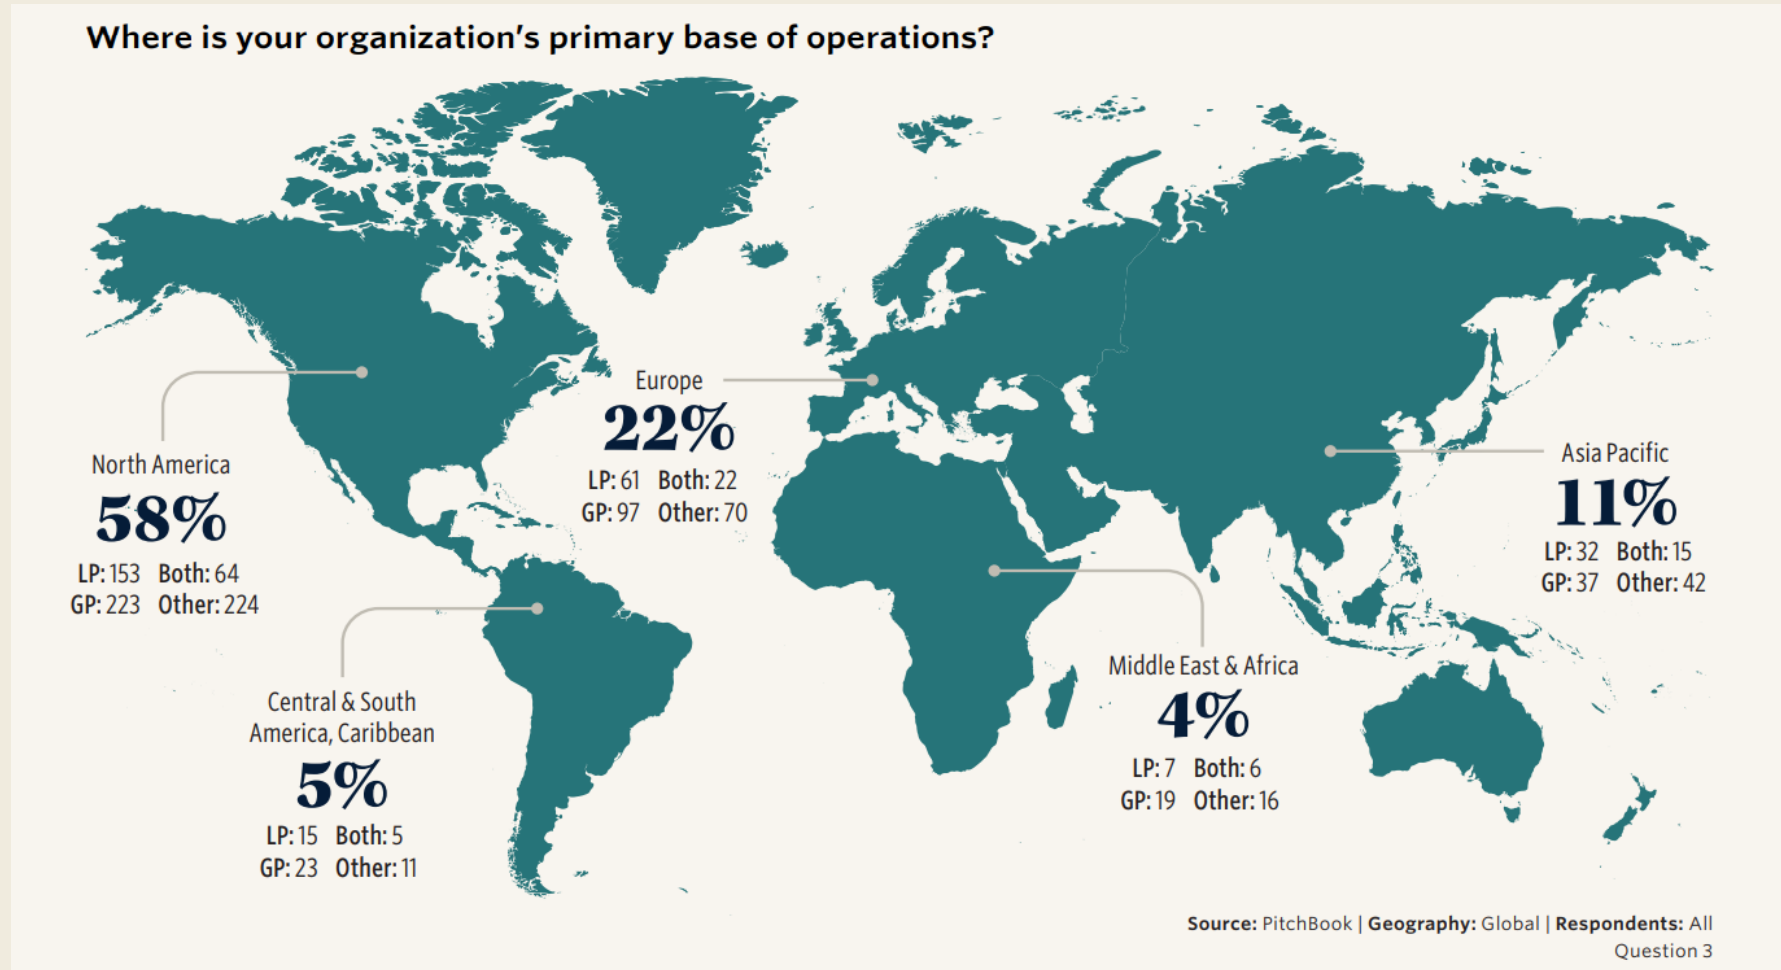 Where is your organization's primary base of operations?
North America
58%
LP: 153 Both: 64
GP: 223 Other: 224
Central & South
America, Caribbean
5%
LP: 15 Both: 5
GP: 23 Other: 11
Europe
22%
LP: 61 Both: 22
GP: 97 Other: 70
Middle East & Africa
4%
LP: 7 Both: 6
GP: 19 Other: 16
Asia Pacific
11%
LP: 32 Both: 15
GP: 37 Other: 42
Source: PitchBook | Geography: Global | Respondents: All
Question 3